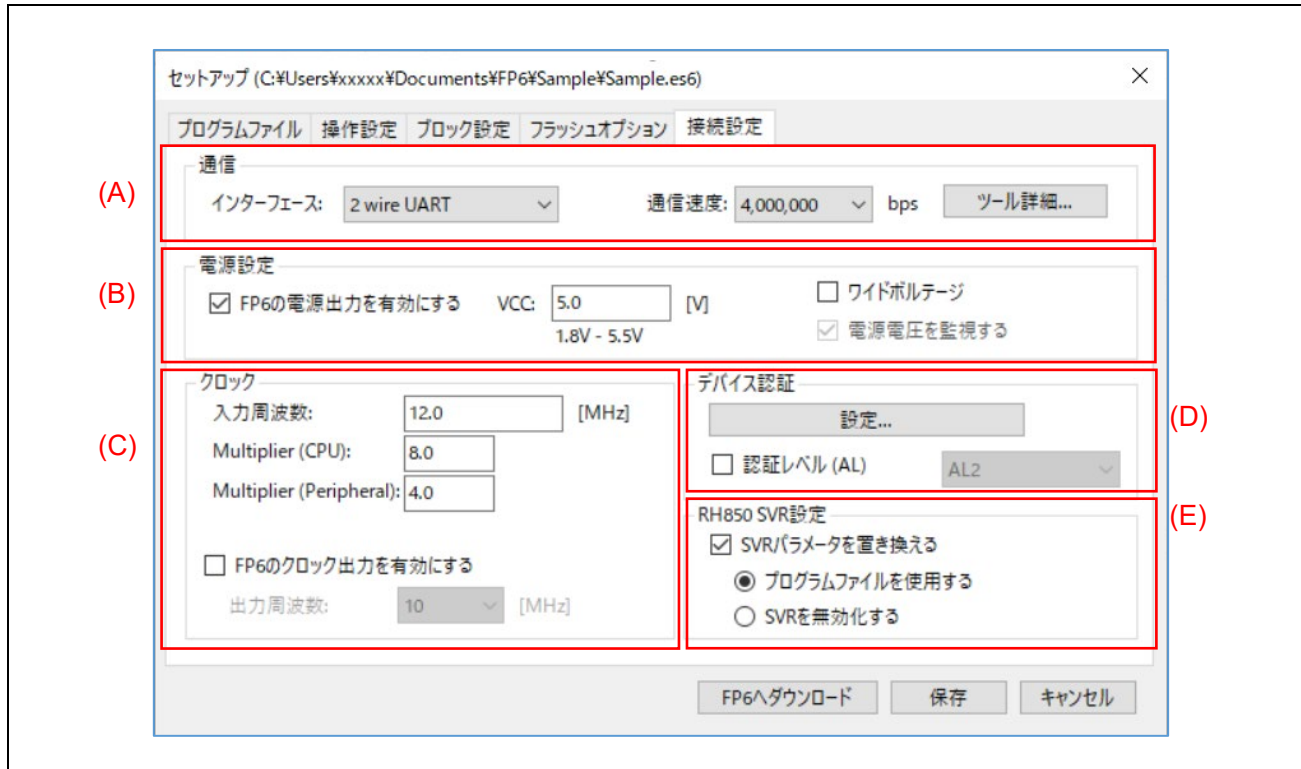 セットアップ (C:¥Users¥xxxxx¥Documents¥FP6¥Sample¥Sample.es6)
プログラムファイル 操作設定 ブロック設定 フラッシュオプション 接続設定
(A)
通信
インターフェース: 2 wire UART 通信速度: 4,000,000 bps ツール詳細...
(B)
電源設定
FP6の電源出力を有効にする VCC: 5.0 [V]
1.8V - 5.5V
ワイドボルテージ
電源電圧を監視する
(C)
クロック
入力周波数: 12.0 [MHz]
Multiplier (CPU): 8.0
Multiplier (Peripheral): 4.0
FP6のクロック出力を有効にする
出力周波数: 10 [MHz]
(D)
デバイス認証
設定...
認証レベル (AL) AL2
(E)
RH850 SVR設定
SVRパラメータを置き換える
プログラムファイルを使用する
SVRを無効化する
FP6へダウンロード 保存 キャンセル